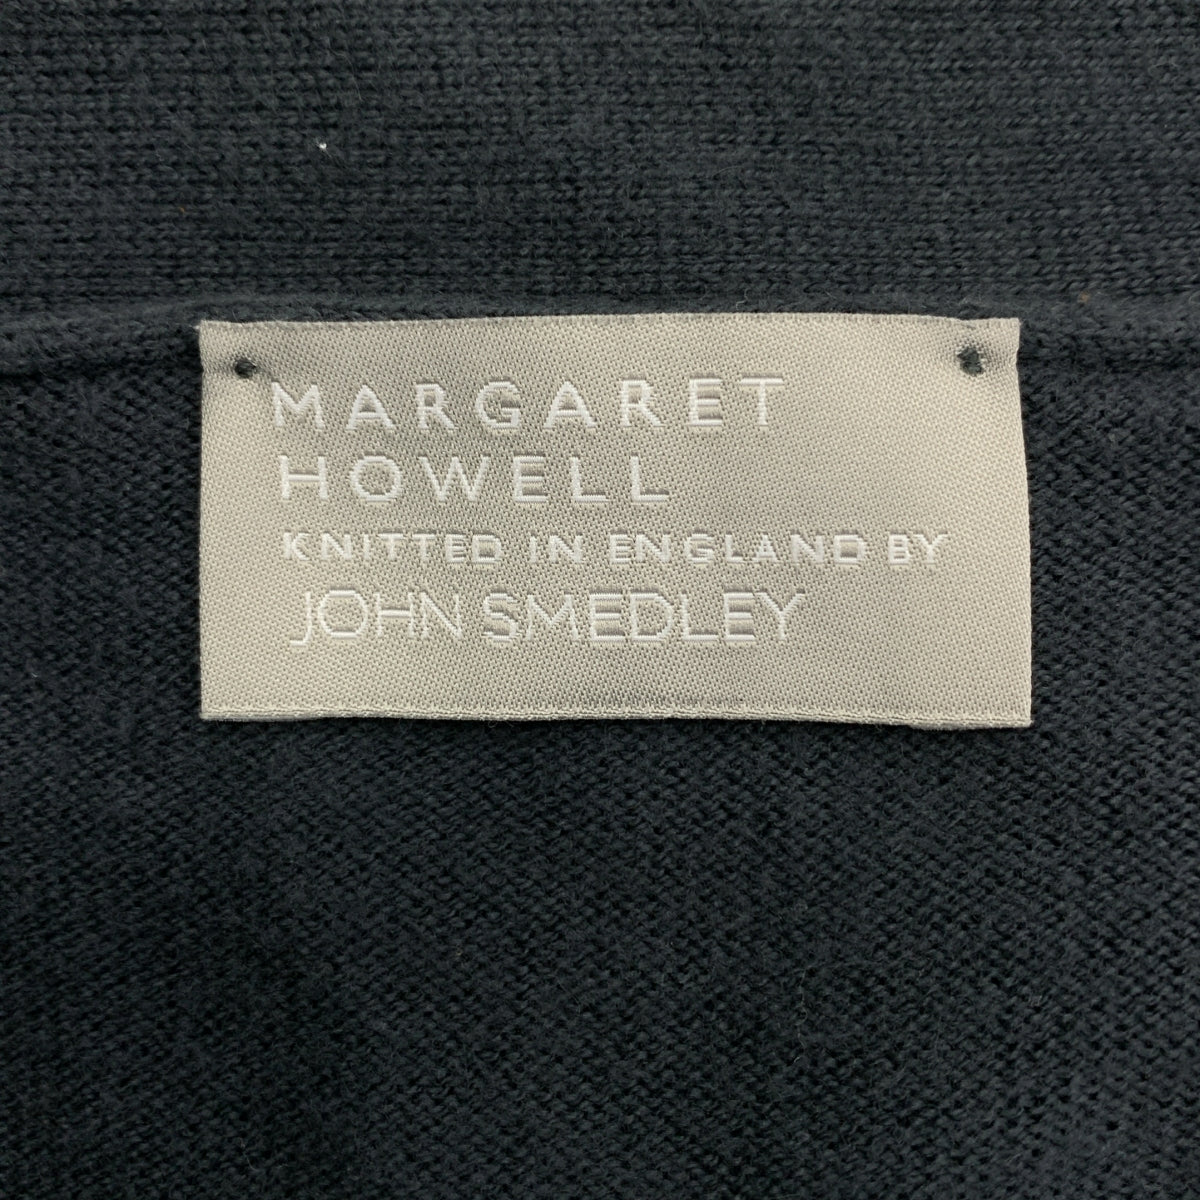 MARGARET
HOWELL
KNITTED IN ENGLAND BY
JOHN SMEDLEY